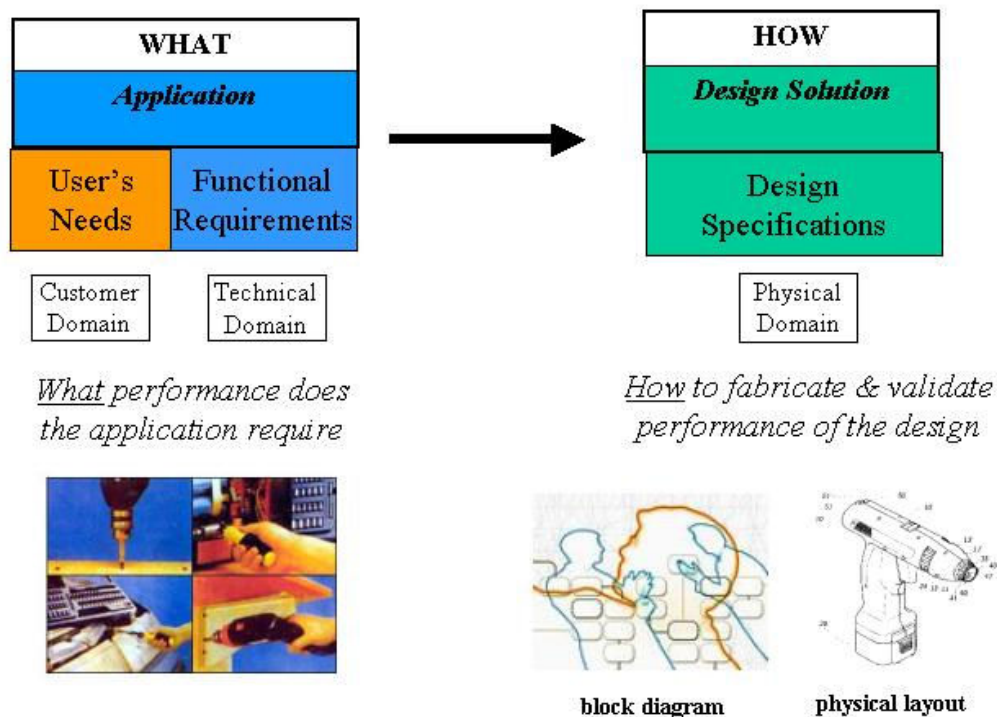 WHAT
Application
User's
Needs
Functional
Requirements
Customer
Domain
Technical
Domain
What performance does
the application require
HOW
Design Solution
Design
Specifications
Physical
Domain
How to fabricate & validate
performance of the design
block diagram
physical layout